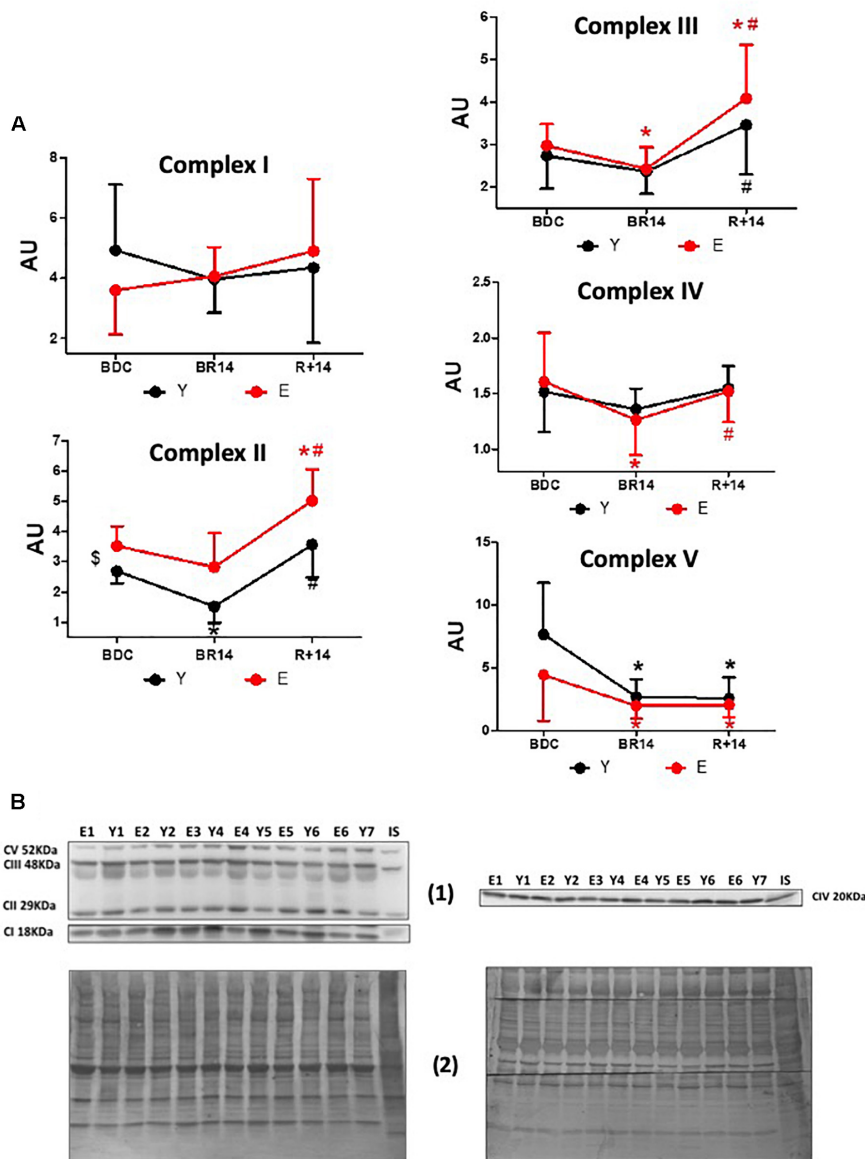 A
Complex I
AU
8
6
4
2
BDC BR14 R+14
Y E
Complex II
AU
7
6
5
4
3
2
1
$
*
*#
#
BDC BR14 R+14
Y E
Complex III
AU
6
5
4
3
2
*
*#
#
BDC BR14 R+14
Y E
Complex IV
AU
2.5
2.0
1.5
1.0
*
#
BDC BR14 R+14
Y E
Complex V
AU
15
10
5
0
* *
* *
BDC BR14 R+14
Y E
B
E1 Y1 E2 Y2 E3 Y4 E4 Y5 E5 Y6 E6 Y7 IS
CV 52KDa
CIII 48KDa
CII 29KDa
CI 18KDa
(1)
E1 Y1 E2 Y2 E3 Y4 E4 Y5 E5 Y6 E6 Y7 IS
CIV 20KDa
(2)